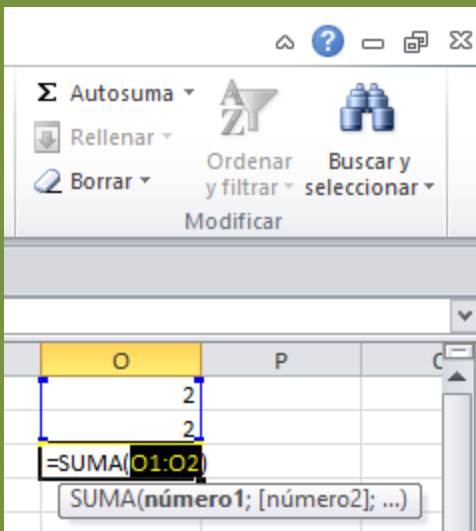 ?
Σ Autosuma
Rellenar
Borrar
A
Z
Ordenar
y filtrar
Buscar y
seleccionar
Modificar
O P
2
2
=SUMA(O1:O2)
SUMA(número1; [número2]; ...)